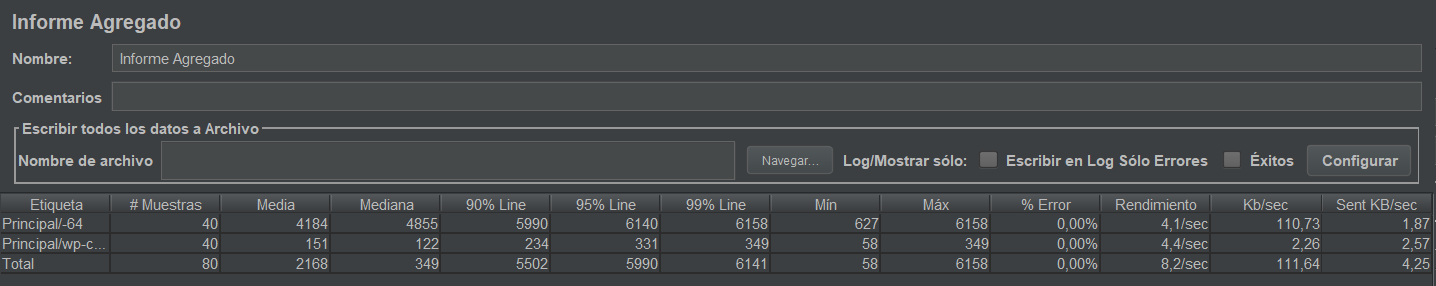 Informe Agregado
Nombre: Informe Agregado
Comentarios
Escribir todos los datos a Archivo
Nombre de archivo Navegar... Log/Mostrar sólo: Escribir en Log Sólo Errores Éxitos Configurar
Etiqueta # Muestras Media Mediana 90% Line 95% Line 99% Line Mín Máx % Error Rendimiento Kb/sec Sent KB/sec
Principal/-64 40 4184 4855 5990 6140 6158 627 6158 0,00% 4,1/sec 110,73 1,87
Principal/wp-c... 40 151 122 234 331 349 58 349 0,00% 4,4/sec 2,26 2,57
Total 80 2168 349 5502 5990 6141 58 6158 0,00% 8,2/sec 111,64 4,25